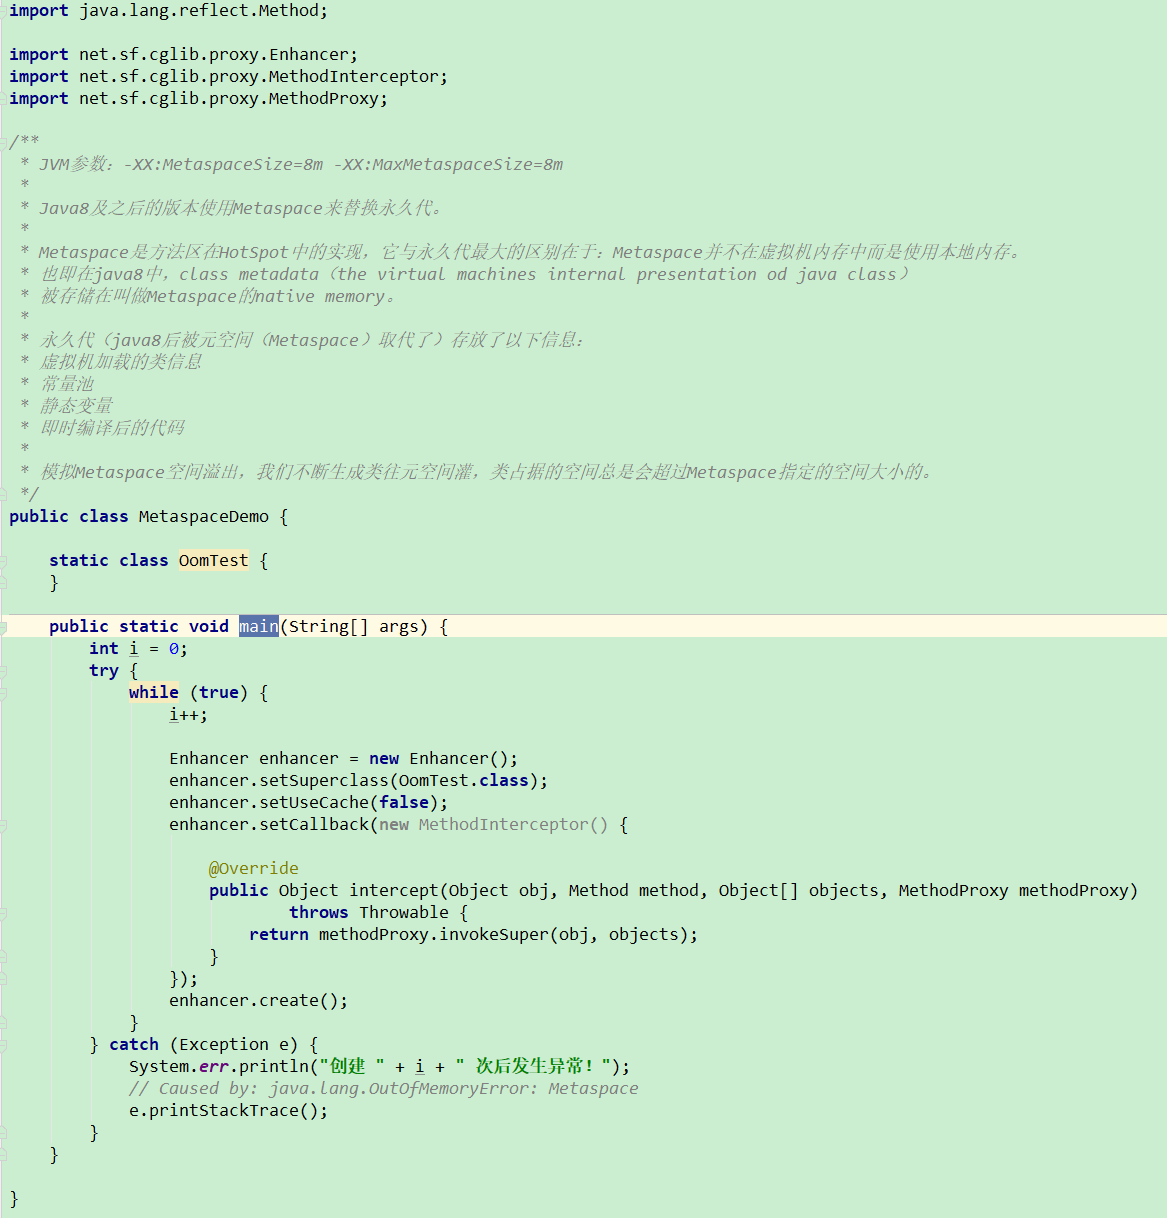 import java.lang.reflect.Method;
import net.sf.cglib.proxy.Enhancer;
import net.sf.cglib.proxy.MethodInterceptor;
import net.sf.cglib.proxy.MethodProxy;
/**
 * JVM参数：-XX:MetaspaceSize=8m -XX:MaxMetaspaceSize=8m
 *
 * Java8及之后的版本使用Metaspace来替换永久代。
 *
 * Metaspace是方法区在HotSpot中的实现，它与永久代最大的区别在于：Metaspace并不在虚拟机内存中而是使用本地内存。
 * 也即在java8中，class metadata（the virtual machines internal presentation od java class）
 * 被存储在叫做Metaspace的native memory。
 *
 * 永久代（java8后被元空间（Metaspace）取代了）存放了以下信息：
 * 虚拟机加载的类信息
 * 常量池
 * 静态变量
 * 即时编译后的代码
 *
 * 模拟Metaspace空间溢出，我们不断生成类往元空间灌，类占据的空间总是会超过Metaspace指定的空间大小的。
 */
public class MetaspaceDemo {
    static class OomTest {
    }
    public static void main(String[] args) {
        int i = 0;
        try {
            while (true) {
                i++;
                Enhancer enhancer = new Enhancer();
                enhancer.setSuperclass(OomTest.class);
                enhancer.setUseCache(false);
                enhancer.setCallback(new MethodInterceptor() {
                    @Override
                    public Object intercept(Object obj, Method method, Object[] objects, MethodProxy methodProxy)
                            throws Throwable {
                        return methodProxy.invokeSuper(obj, objects);
                    }
                });
                enhancer.create();
            }
        } catch (Exception e) {
            System.err.println("创建 " + i + " 次后发生异常！");
            // Caused by: java.lang.OutOfMemoryError: Metaspace
            e.printStackTrace();
        }
    }
}